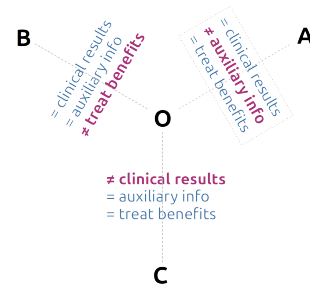 B
= clinical results
= auxiliary info
≠ treat benefits
A
= clinical results
≠ auxiliary info
= treat benefits
O
≠ clinical results
= auxiliary info
= treat benefits
C